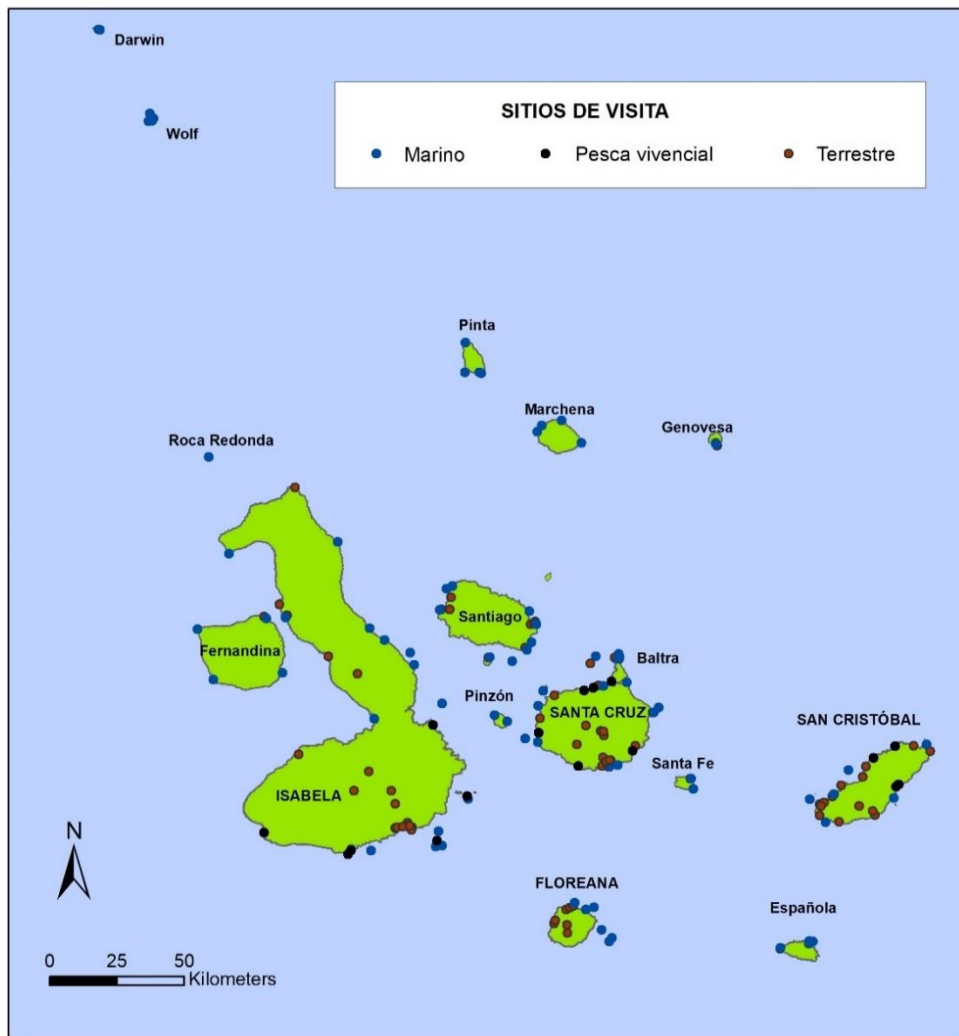 Darwin
Wolf
SITIOS DE VISITA
Marino Pesca vivencial Terrestre
Pinta
Marchena
Genovesa
Roca Redonda
Santiago
Fernandina
Baltra
Pinzón
SANTA CRUZ
SAN CRISTÓBAL
Santa Fe
ISABELA
N
FLOREANA
Española
0 25 50
Kilometers